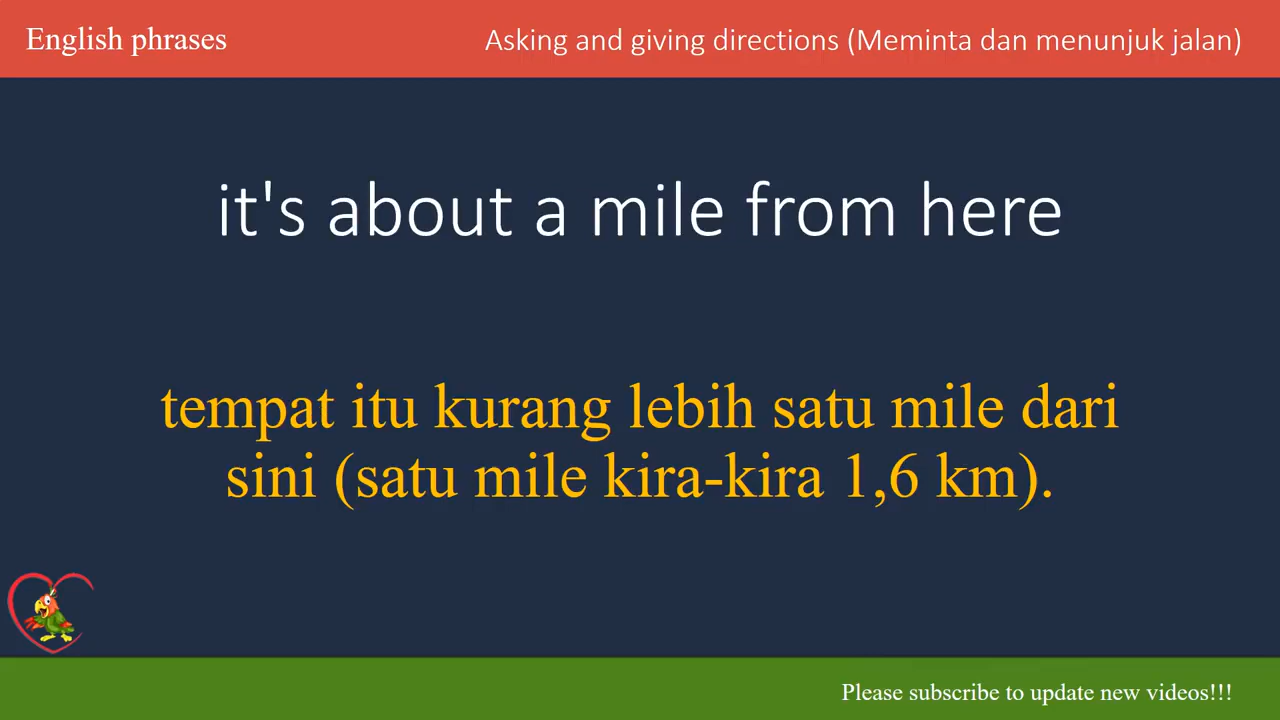 English phrases
Asking and giving directions (Meminta dan menunjuk jalan)
it's about a mile from here
tempat itu kurang lebih satu mile dari
sini (satu mile kira-kira 1,6 km).
Please subscribe to update new videos!!!